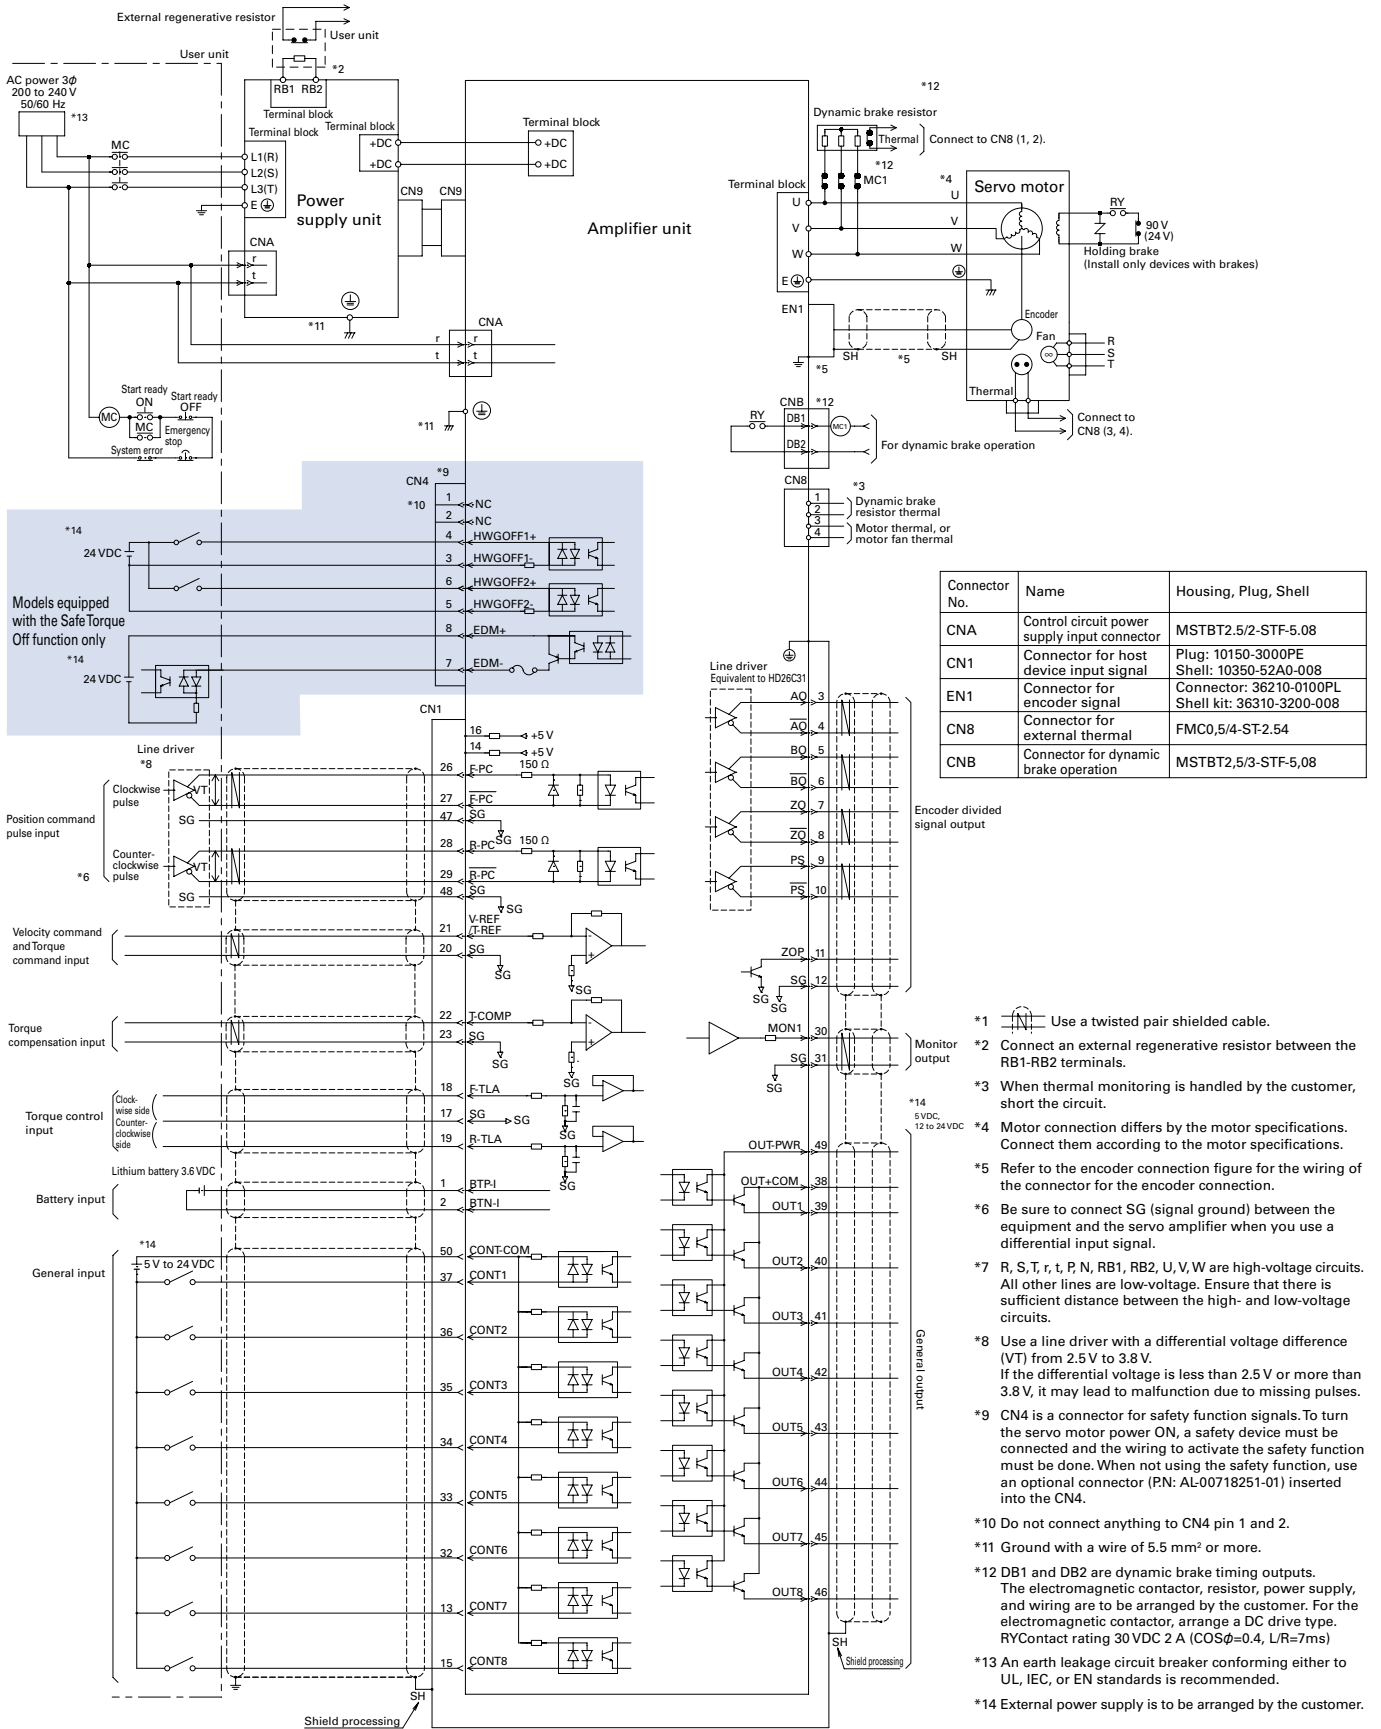 External regenerative resistor
User unit
*2
User unit
AC power 3ϕ
200 to 240 V
50/60 Hz
*13
MC
RB1 RB2
Terminal block
Terminal block
L1(R)
L2(S)
L3(T)
E
Power
supply unit
Terminal block
+DC
+DC
CN9
CN9
Terminal block
+DC
+DC
Amplifier unit
CNA
r
t
*11
CNA
r
r
t
t
*11
Start ready
ON
Start ready
OFF
MC
MC
Emergency
stop
System error
*12
Dynamic brake resistor
Thermal
Connect to CN8 (1, 2).
*12
MC1
Terminal block
U
V
W
E
*4
U
V
W
Servo motor
RY
90 V
(24 V)
Holding brake
(Install only devices with brakes)
EN1
SH
*5
SH
*5
Encoder
Fan
R
S
T
Thermal
Connect to
CN8 (3, 4).
CNB
*12
RY
DB1
MC1
DB2
For dynamic brake operation
CN8
*3
1
2
3
4
Dynamic brake
resistor thermal
Motor thermal, or
motor fan thermal
*9
CN4
*10
1
NC
2
NC
4
HWGOFF1+
3
HWGOFF1-
6
HWGOFF2+
5
HWGOFF2-
8
EDM+
7
EDM-
*14
24 VDC
Models equipped
with the Safe Torque
Off function only
*14
24 VDC
Connector No.
Name
Housing, Plug, Shell
CNA
Control circuit power supply input connector
MSTBT2.5/2-STF-5.08
CN1
Connector for host device input signal
Plug: 10150-3000PE
Shell: 10350-52A0-008
EN1
Connector for encoder signal
Connector: 36210-0100PL
Shell kit: 36310-3200-008
CN8
Connector for external thermal
FMC0,5/4-ST-2.54
CNB
Connector for dynamic brake operation
MSTBT2,5/3-STF-5,08
CN1
16
+5 V
14
+5 V
Line driver
*8
Clockwise
pulse
VT
SG
Position command
pulse input
Counter-
clockwise
pulse
VT
*6
SG
26
F-PC
150 Ω
27
F-PC
47
SG
SG
28
R-PC
150 Ω
29
R-PC
48
SG
SG
Velocity command
and Torque
command input
21
V-REF
/T-REF
20
SG
SG
SG
Torque
compensation input
22
T-COMP
23
SG
SG
SG
Torque control
input
Clock-
wise side
Counter-
clockwise
side
18
F-TLA
17
SG
SG
SG
19
R-TLA
SG
Lithium battery 3.6 VDC
Battery input
1
BTP-I
2
BTN-I
*14
5 V to 24 VDC
General input
50
CONT-COM
37
CONT1
36
CONT2
35
CONT3
34
CONT4
33
CONT5
32
CONT6
13
CONT7
15
CONT8
SH
Shield processing
Line driver
Equivalent to HD26C31
AO 3
AO 4
BO 5
BO 6
ZO 7
ZO 8
PS 9
PS 10
Encoder divided
signal output
ZOP 11
SG 12
SG
SG
MON1 30
SG 31
SG
Monitor
output
*14
5 VDC,
12 to 24 VDC
OUT-PWR 49
OUT+COM 38
OUT1 39
OUT2 40
OUT3 41
OUT4 42
OUT5 43
OUT6 44
OUT7 45
OUT8 46
General output
SH
Shield processing
*1 N Use a twisted pair shielded cable.
*2 Connect an external regenerative resistor between the
RB1-RB2 terminals.
*3 When thermal monitoring is handled by the customer,
short the circuit.
*4 Motor connection differs by the motor specifications.
Connect them according to the motor specifications.
*5 Refer to the encoder connection figure for the wiring of
the connector for the encoder connection.
*6 Be sure to connect SG (signal ground) between the
equipment and the servo amplifier when you use a
differential input signal.
*7 R, S, T, r, t, P, N, RB1, RB2, U, V, W are high-voltage circuits.
All other lines are low-voltage. Ensure that there is
sufficient distance between the high- and low-voltage
circuits.
*8 Use a line driver with a differential voltage difference
(VT) from 2.5 V to 3.8 V.
If the differential voltage is less than 2.5 V or more than
3.8 V, it may lead to malfunction due to missing pulses.
*9 CN4 is a connector for safety function signals. To turn
the servo motor power ON, a safety device must be
connected and the wiring to activate the safety function
must be done. When not using the safety function, use
an optional connector (P.N: AL-00718251-01) inserted
into the CN4.
*10 Do not connect anything to CN4 pin 1 and 2.
*11 Ground with a wire of 5.5 mm² or more.
*12 DB1 and DB2 are dynamic brake timing outputs.
The electromagnetic contactor, resistor, power supply,
and wiring are to be arranged by the customer. For the
electromagnetic contactor, arrange a DC drive type.
RYContact rating 30 VDC 2 A (COSϕ=0.4, L/R=7ms)
*13 An earth leakage circuit breaker conforming either to
UL, IEC, or EN standards is recommended.
*14 External power supply is to be arranged by the customer.